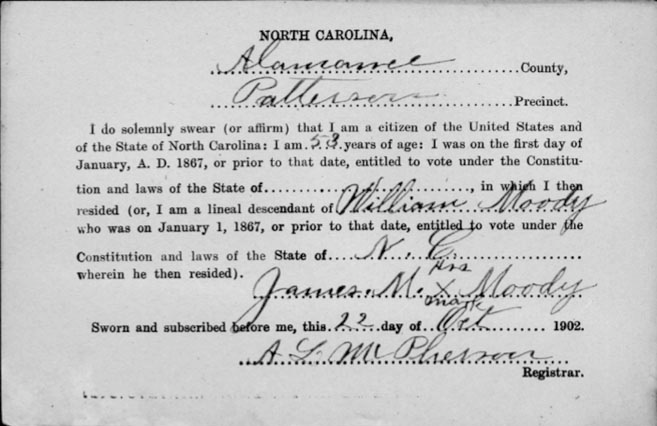 NORTH CAROLINA,
Alamance County,
Patterson Precinct.
I do solemnly swear (or affirm) that I am a citizen of the United States and
of the State of North Carolina: I am 53 years of age: I was on the first day of
January, A. D. 1867, or prior to that date, entitled to vote under the Constitu-
tion and laws of the State of, in which I then
resided (or, I am a lineal descendant of William Moody
who was on January 1, 1867, or prior to that date, entitled to vote under the
Constitution and laws of the State of N. C.
wherein he then resided).
his
James. M. X Moody
mark
Sworn and subscribed before me, this 22 day of Oct 1902.
A L McPherson
Registrar.